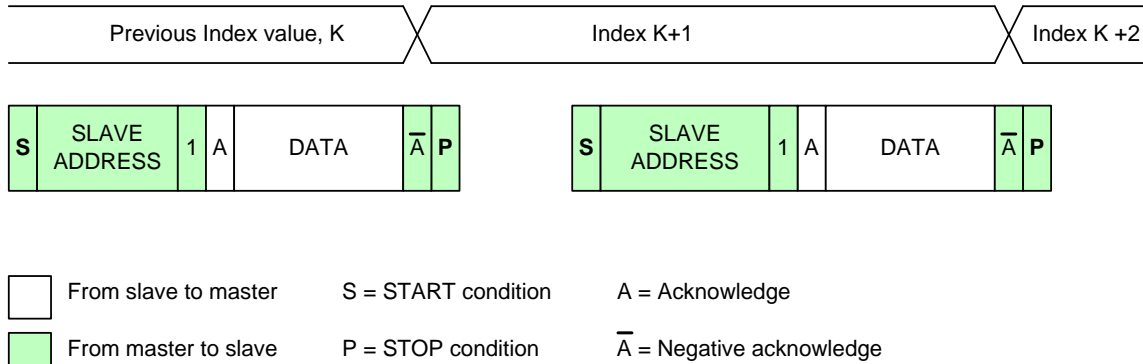 Previous Index value, K Index K+1 Index K +2
S SLAVE ADDRESS 1 A DATA A̅ P S SLAVE ADDRESS 1 A DATA A̅ P
From slave to master S = START condition A = Acknowledge
From master to slave P = STOP condition A̅ = Negative acknowledge